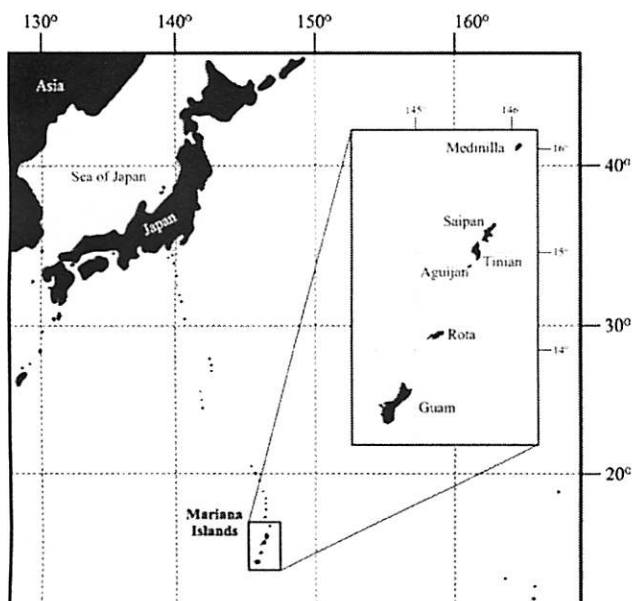 130° 140° 150° 160°
Asia
145° 146°
Medinilla
16°
40°
Sea of Japan
Japan
Saipan
15°
Tinian
Aguijan
30°
Rota
14°
Guam
20°
Mariana
Islands